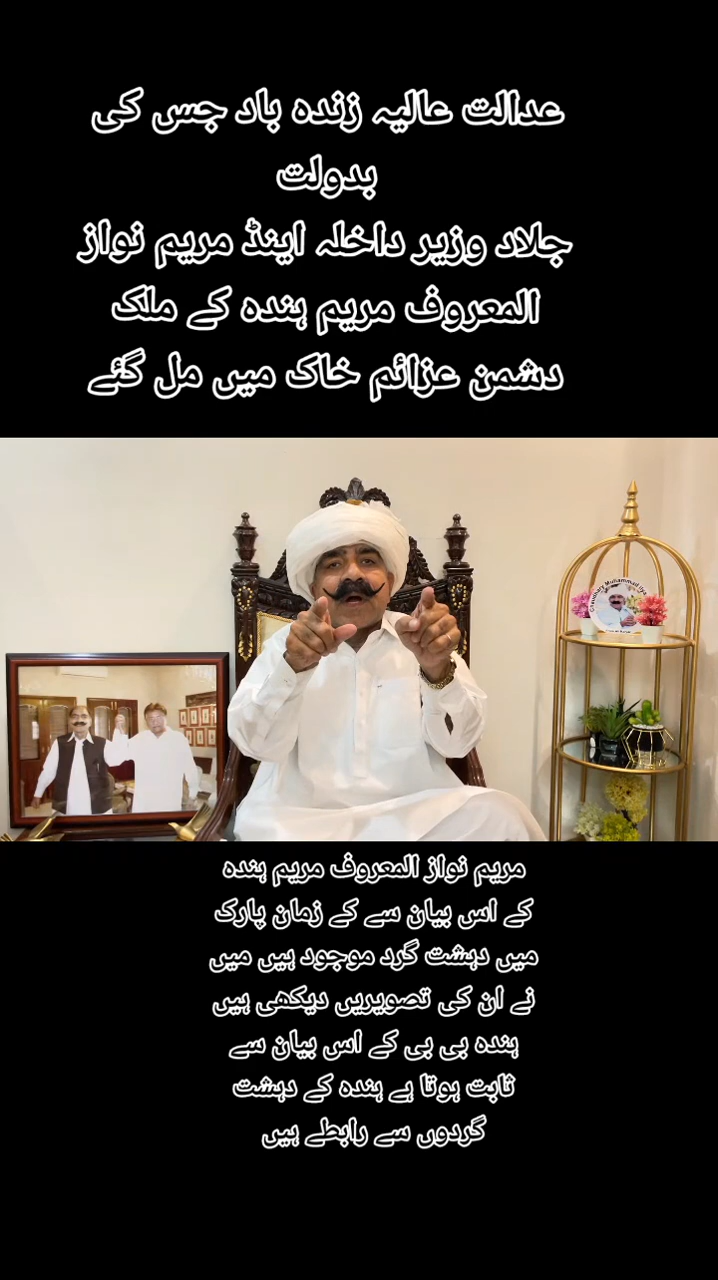 عدالت عالیہ زندہ باد جس کی
بدولت
جلاد وزیر داخلہ اینڈ مریم نواز
المعروف مریم ہندہ کے ملک
دشمن عزائم خاک میں مل گئے
Chaudhary Muhammad Ilyas
مریم نواز المعروف مریم ہندہ
کے اس بیان سے کے زمان پارک
میں دہشت گرد موجود ہیں میں
نے ان کی تصویریں دیکھی ہیں
ہندہ بی بی کے اس بیان سے
ثابت ہوتا ہے ہندہ کے دہشت
گردوں سے رابطے ہیں